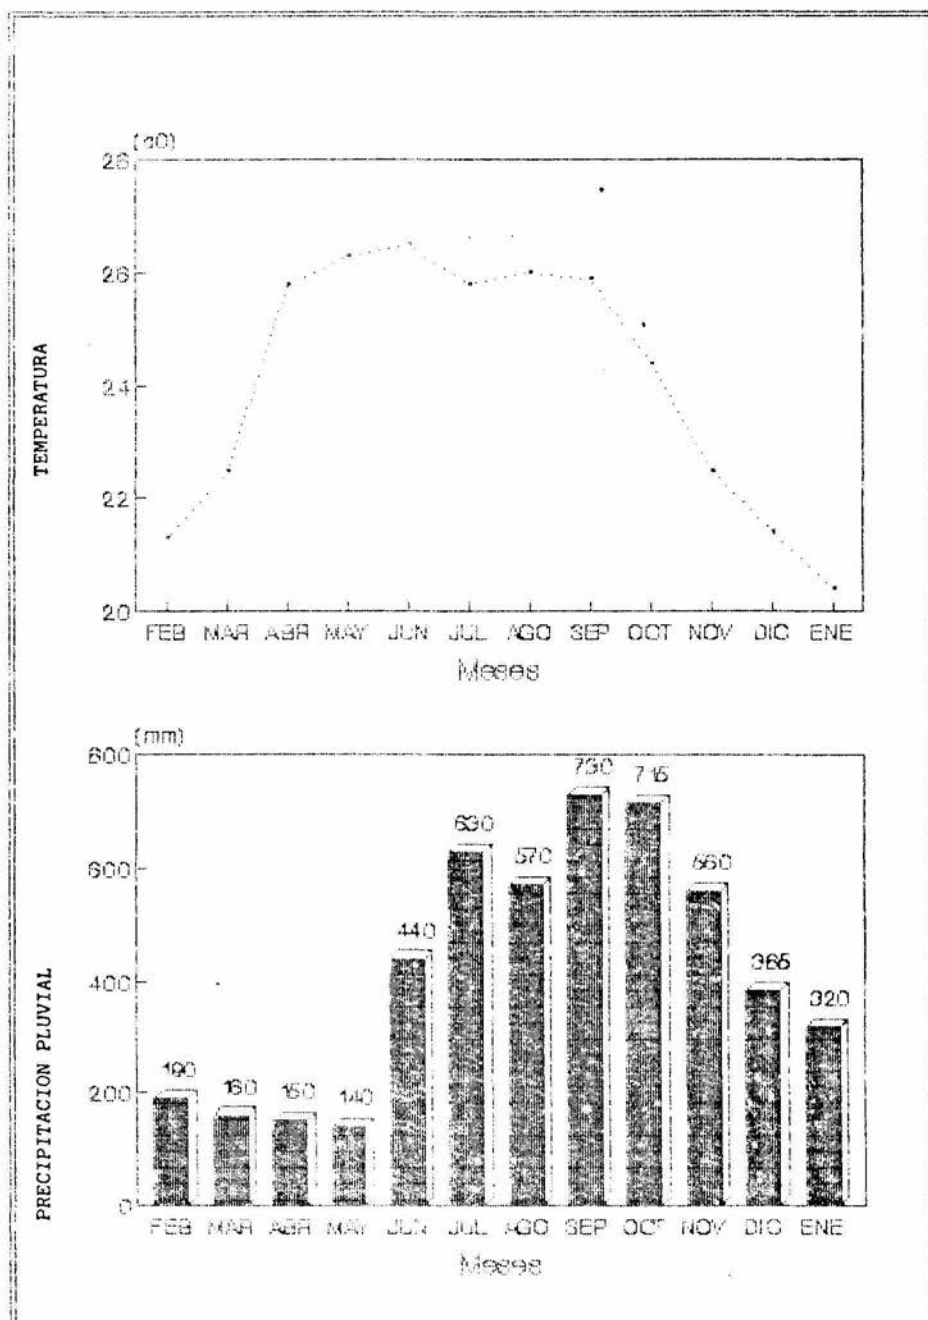 (oC)
28
26
24
22
20
TEMPERATURA
FEB MAR ABR MAY JUN JUL AGO SEP OCT NOV DIC ENE
Meses
(mm)
800
600
400
200
0
PRECIPITACION PLUVIAL
190 160 150 140 440 630 570 730 715 560 385 320
FEB MAR ABR MAY JUN JUL AGO SEP OCT NOV DIC ENE
Meses